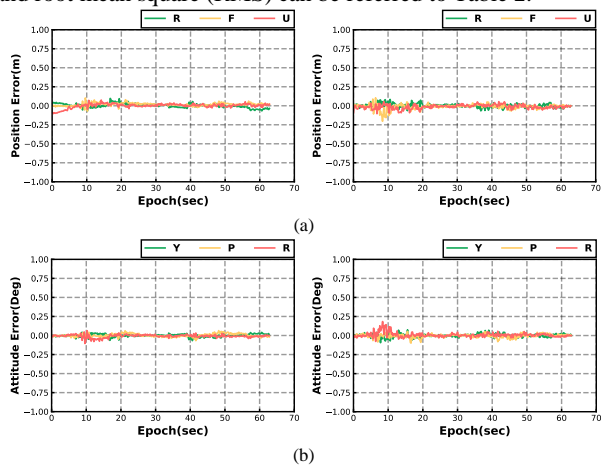 and root mean square (RMS) can be referred to Table 2.
R F U
R F U
Position Error(m)
1.00
0.75
0.50
0.25
0.00
−0.25
−0.50
−0.75
−1.00
0 10 20 30 40 50 60 70
Epoch(sec)
Position Error(m)
1.00
0.75
0.50
0.25
0.00
−0.25
−0.50
−0.75
−1.00
0 10 20 30 40 50 60 70
Epoch(sec)
(a)
Y P R
Y P R
Attitude Error(Deg)
1.00
0.75
0.50
0.25
0.00
−0.25
−0.50
−0.75
−1.00
0 10 20 30 40 50 60 70
Epoch(sec)
Attitude Error(Deg)
1.00
0.75
0.50
0.25
0.00
−0.25
−0.50
−0.75
−1.00
0 10 20 30 40 50 60 70
Epoch(sec)
(b)